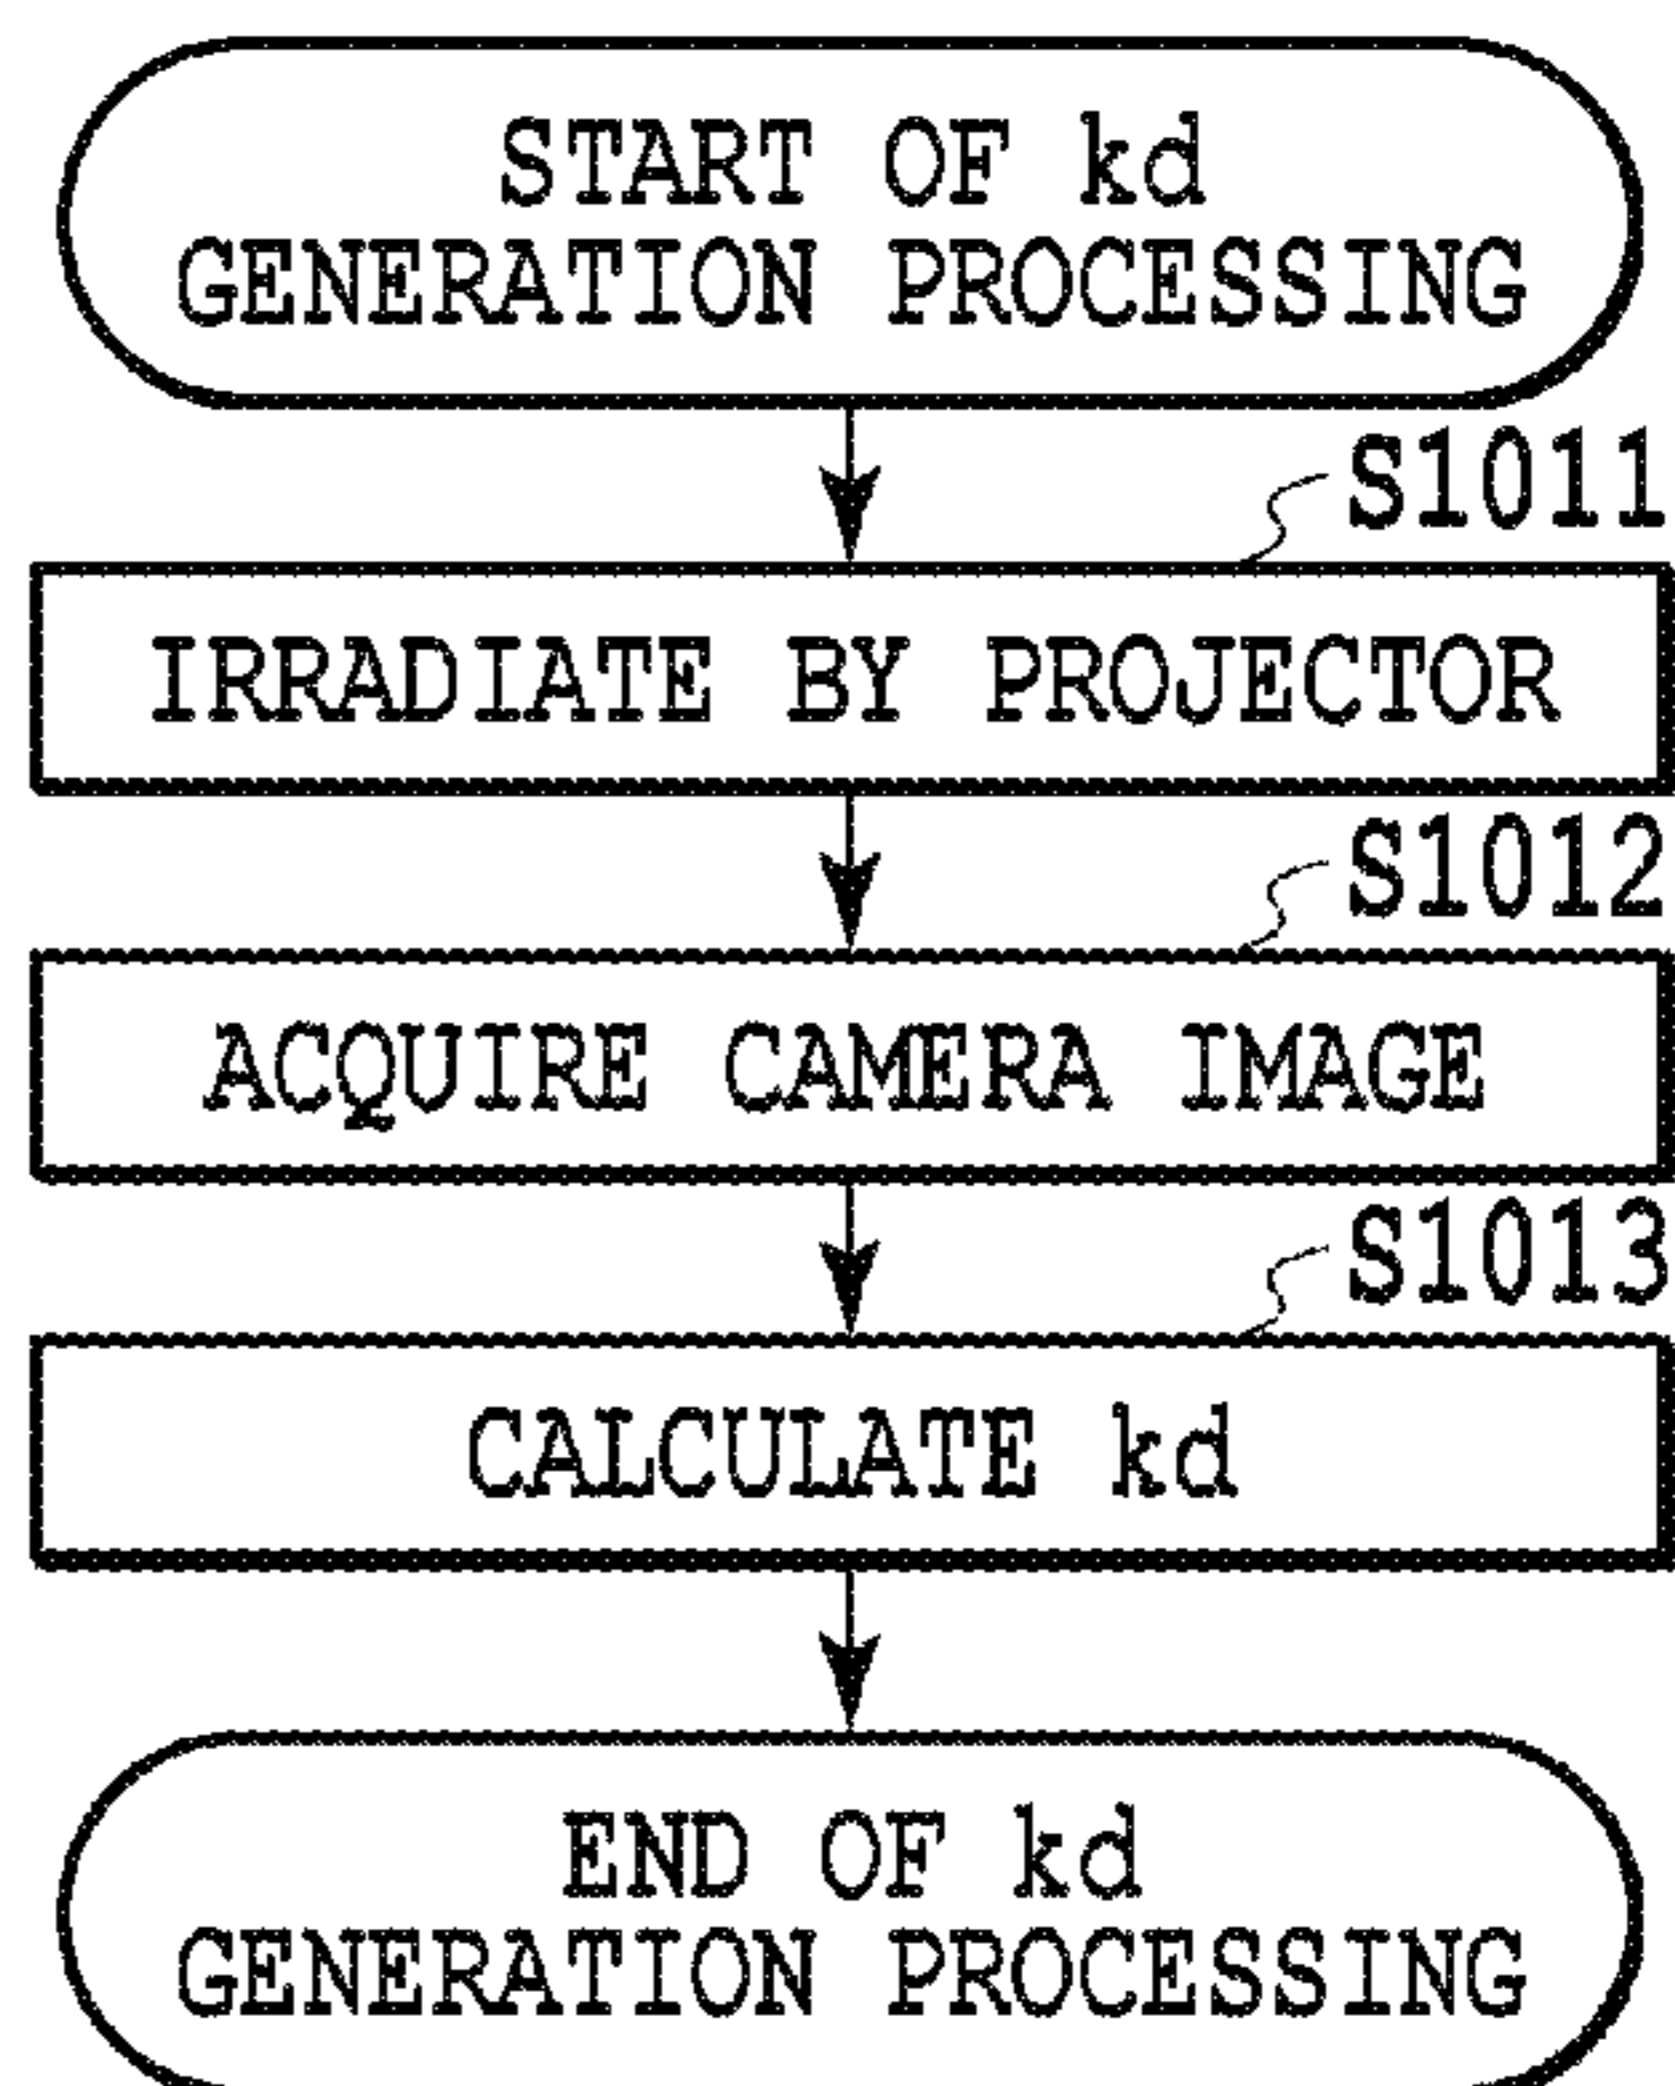 START OF kd
GENERATION PROCESSING
S1011
IRRADIATE BY PROJECTOR
S1012
ACQUIRE CAMERA IMAGE
S1013
CALCULATE kd
END OF kd
GENERATION PROCESSING